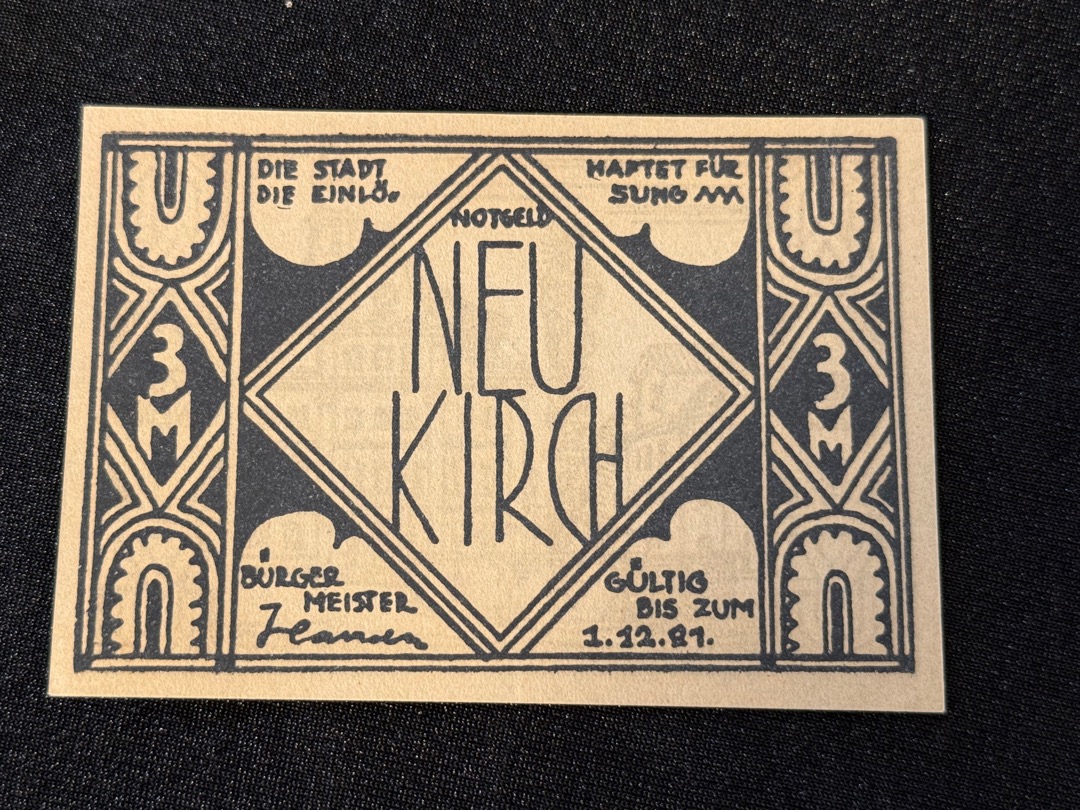 DIE STADT
DIE EINLÖ-
HAFTET FÜR
SUNG
NOTGELD
NEU
KIRCH
3
M
3
M
BÜRGER
MEISTER
GÜLTIG
BIS ZUM
1.12.21.